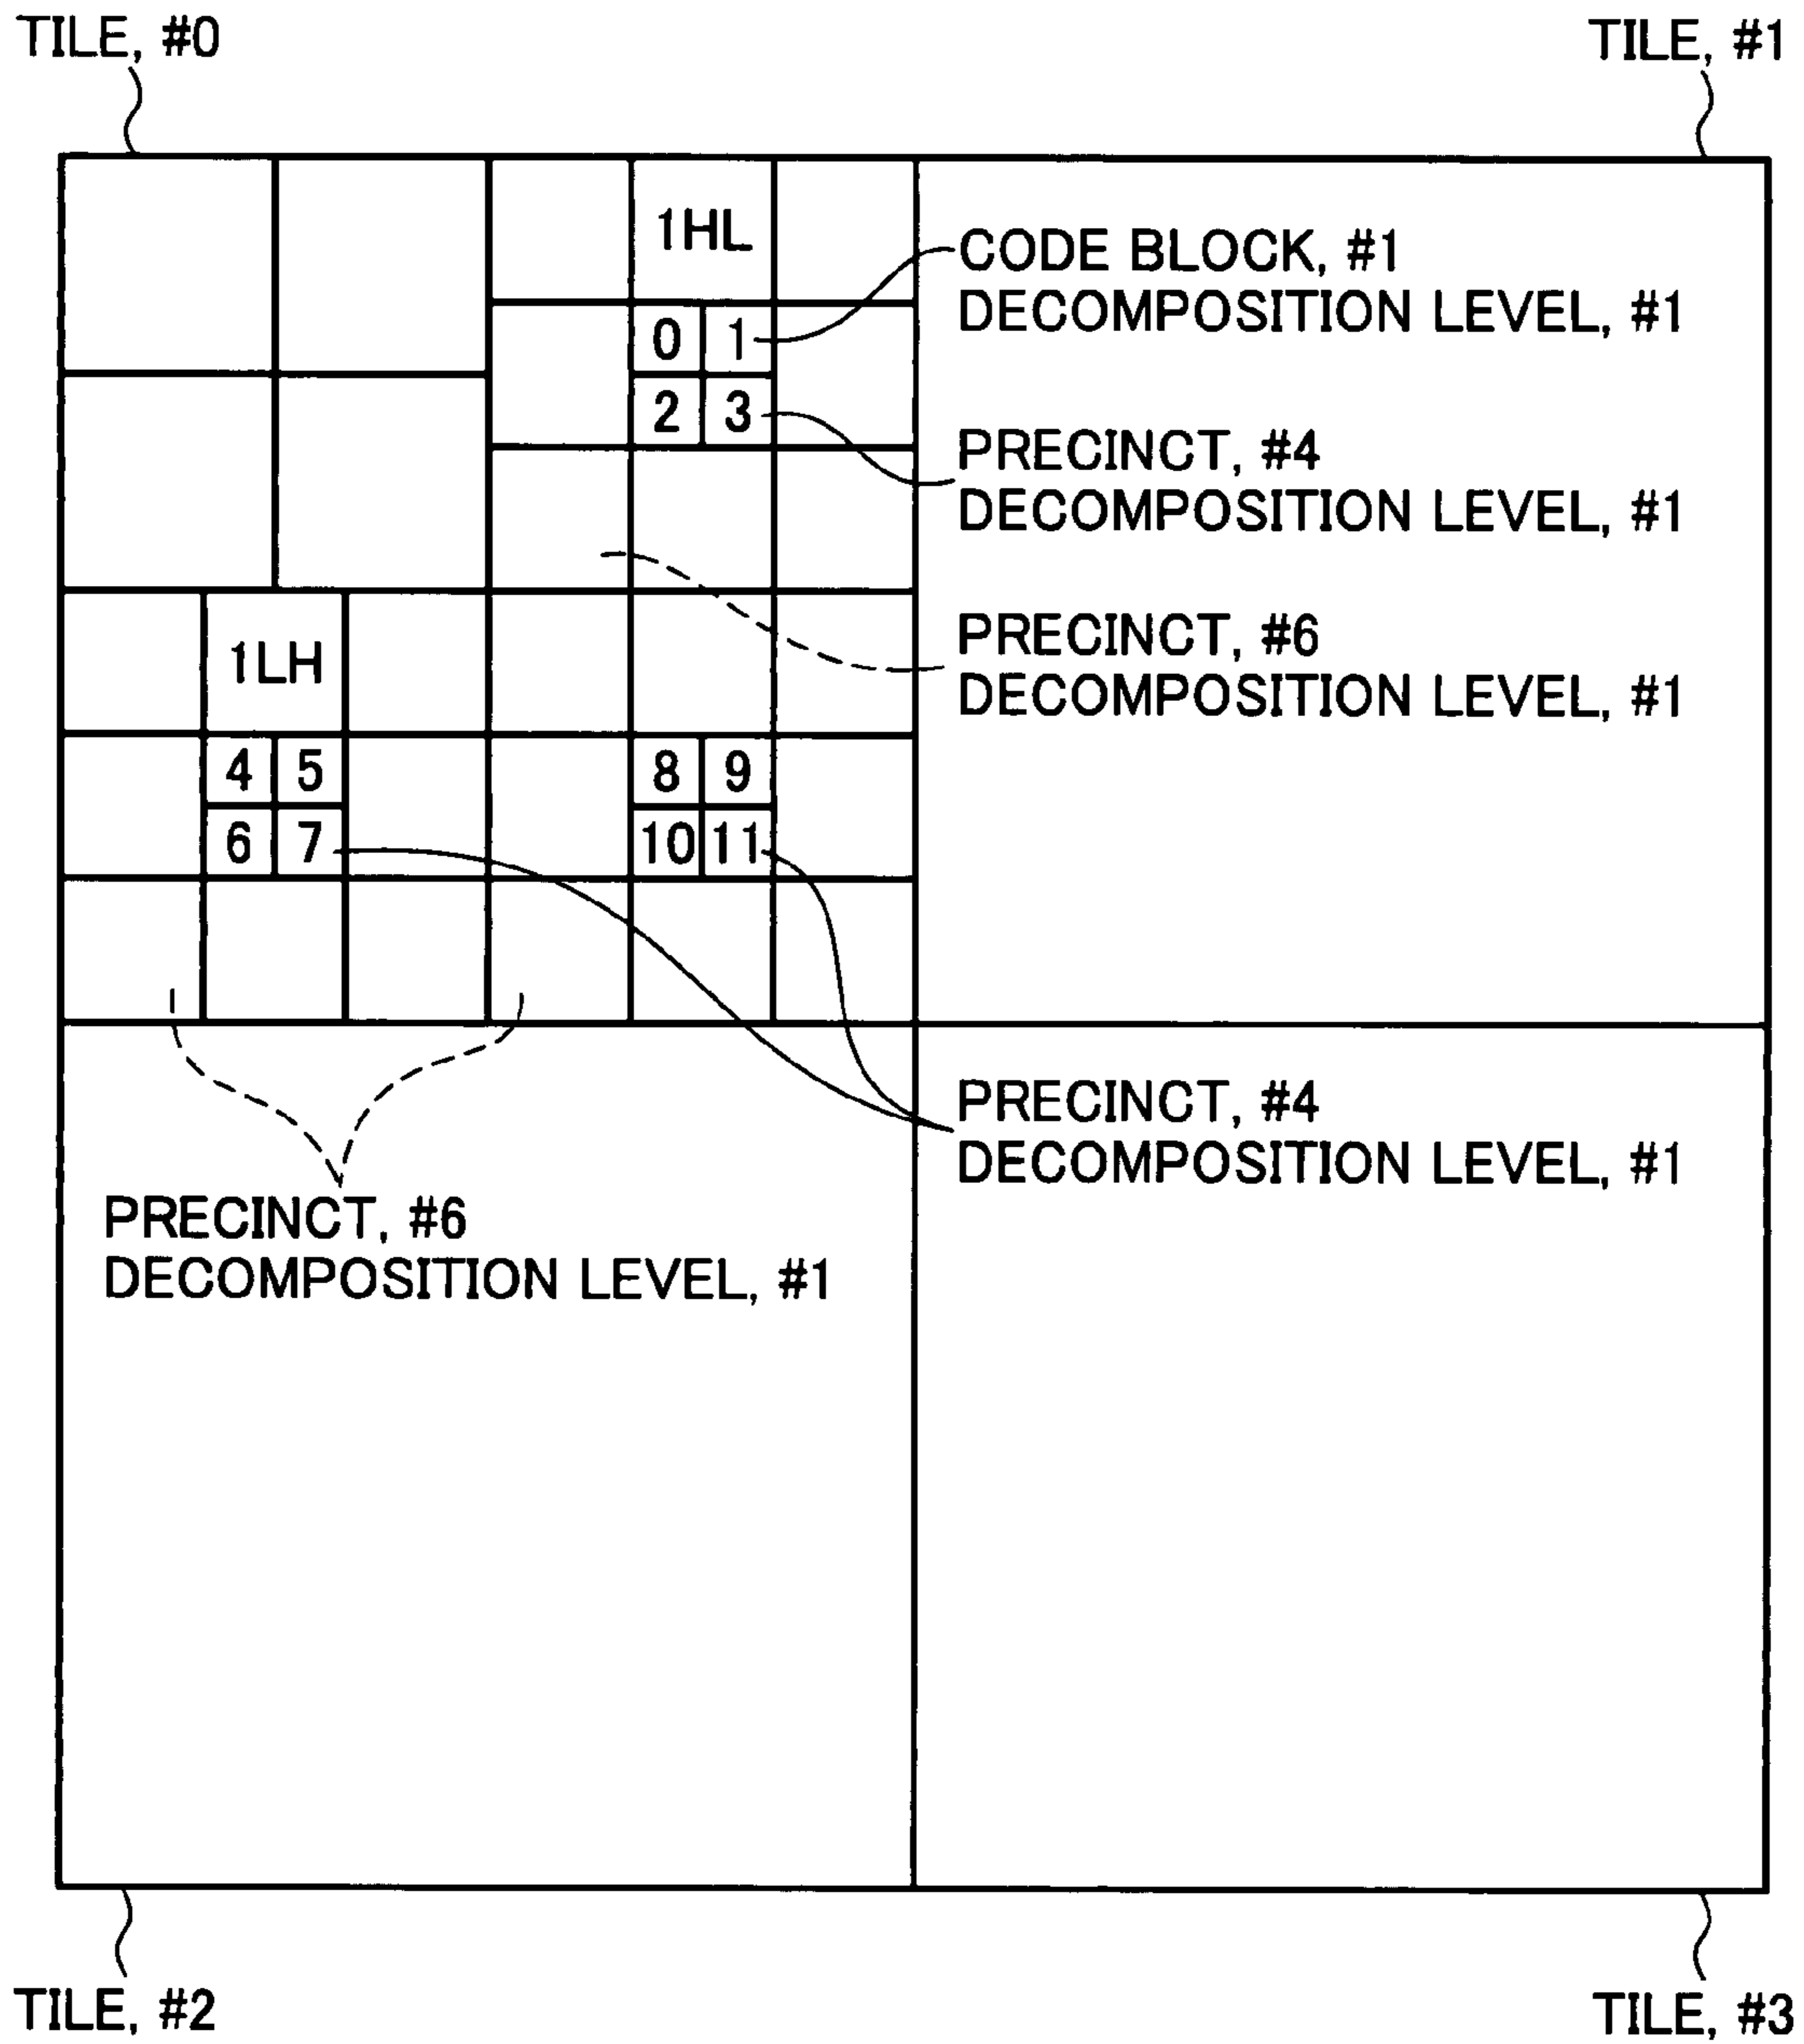 TILE, #0
TILE, #1
1HL
CODE BLOCK, #1
DECOMPOSITION LEVEL, #1
0 1
2 3
PRECINCT, #4
DECOMPOSITION LEVEL, #1
1LH
PRECINCT, #6
DECOMPOSITION LEVEL, #1
4 5 8 9
6 7 10 11
PRECINCT, #4
DECOMPOSITION LEVEL, #1
PRECINCT, #6
DECOMPOSITION LEVEL, #1
TILE, #2
TILE, #3